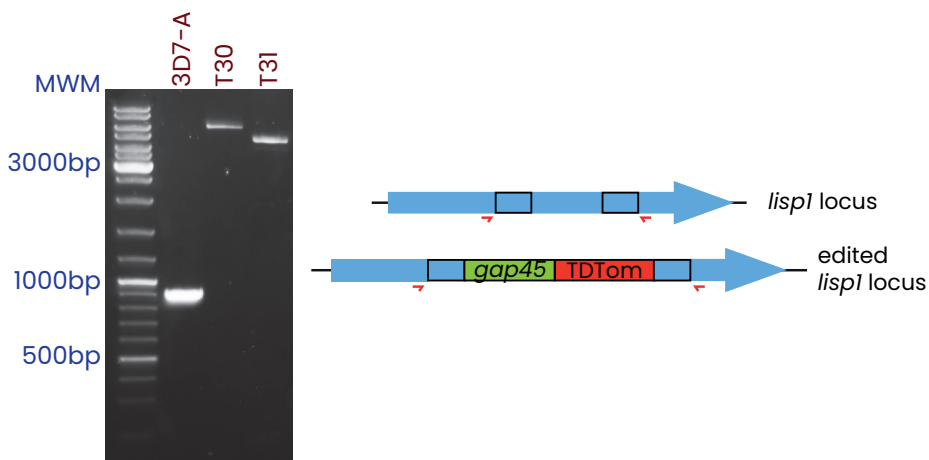 3D7-A
T30
T31
MWM
3000bp
1000bp
500bp
lisp1 locus
gap45
TDTom
edited
lisp1 locus